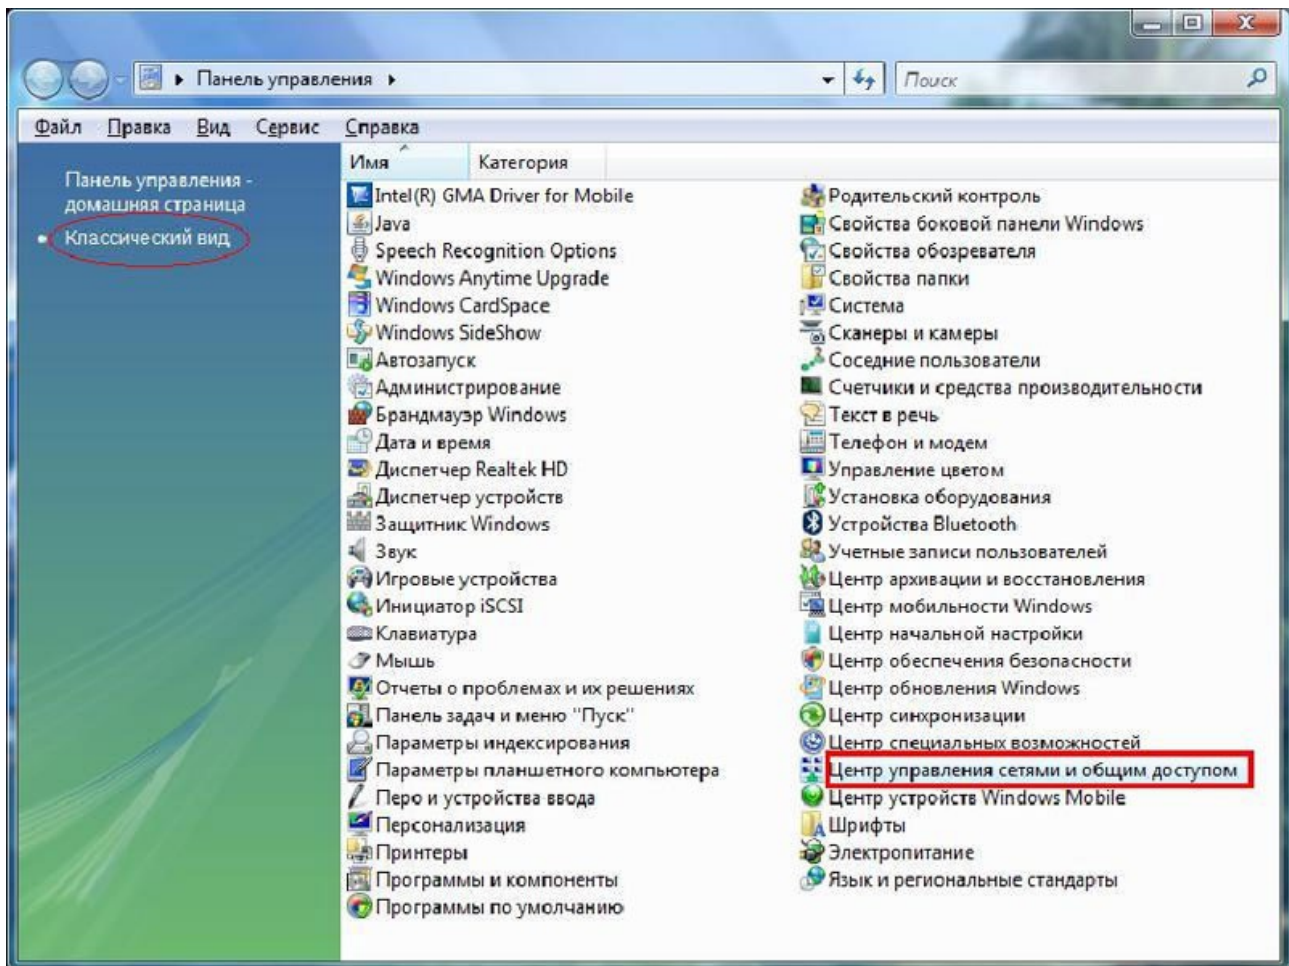 Панель управления
Поиск
Файл Правка Вид Сервис Справка
Панель управления -
домашняя страница
Классический вид
Имя Категория
Intel(R) GMA Driver for Mobile
Java
Speech Recognition Options
Windows Anytime Upgrade
Windows CardSpace
Windows SideShow
Автозапуск
Администрирование
Брандмауэр Windows
Дата и время
Диспетчер Realtek HD
Диспетчер устройств
Защитник Windows
Звук
Игровые устройства
Инициатор iSCSI
Клавиатура
Мышь
Отчеты о проблемах и их решениях
Панель задач и меню "Пуск"
Параметры индексирования
Параметры планшетного компьютера
Перо и устройства ввода
Персонализация
Принтеры
Программы и компоненты
Программы по умолчанию
Родительский контроль
Свойства боковой панели Windows
Свойства обозревателя
Свойства папки
Система
Сканеры и камеры
Соседние пользователи
Счетчики и средства производительности
Текст в речь
Телефон и модем
Управление цветом
Установка оборудования
Устройства Bluetooth
Учетные записи пользователей
Центр архивации и восстановления
Центр мобильности Windows
Центр начальной настройки
Центр обеспечения безопасности
Центр обновления Windows
Центр синхронизации
Центр специальных возможностей
Центр управления сетями и общим доступом
Центр устройств Windows Mobile
Шрифты
Электропитание
Язык и региональные стандарты